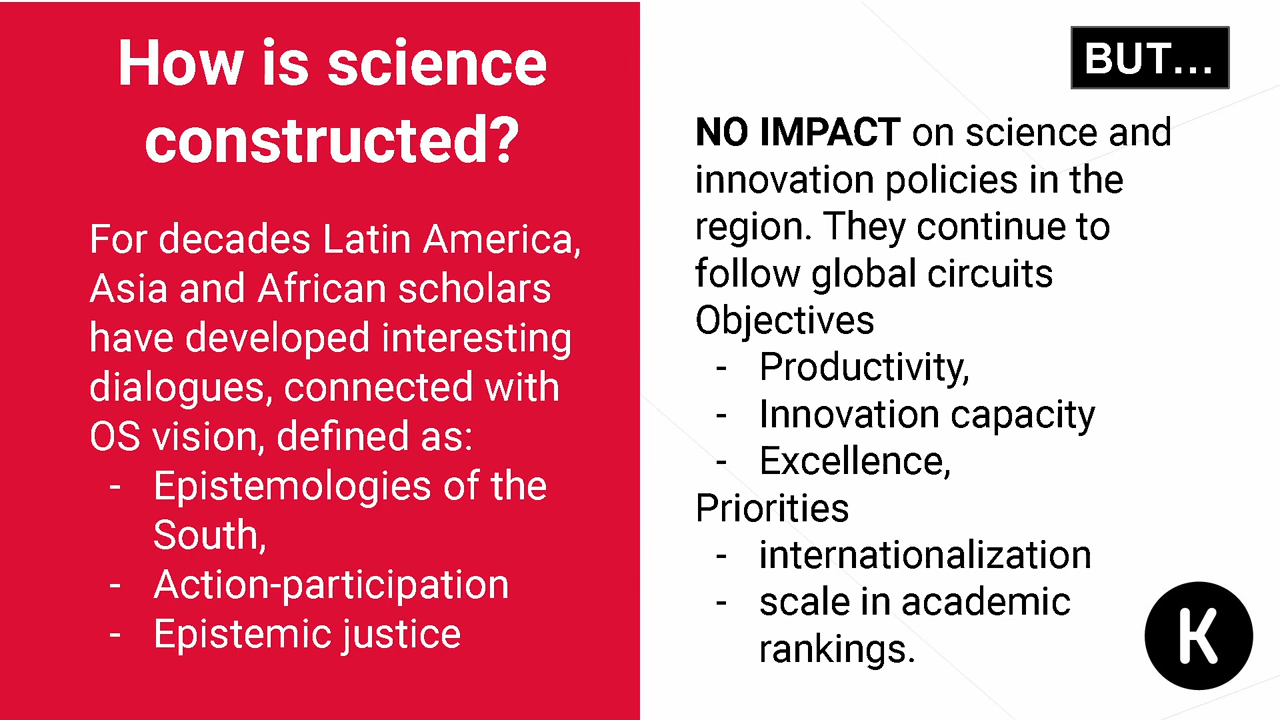 How is science
constructed?
For decades Latin America,
Asia and African scholars
have developed interesting
dialogues, connected with
OS vision, defined as:
- Epistemologies of the
South,
- Action-participation
- Epistemic justice
BUT...
NO IMPACT on science and
innovation policies in the
region. They continue to
follow global circuits
Objectives
- Productivity,
- Innovation capacity
- Excellence,
Priorities
- internationalization
- scale in academic
rankings.
K